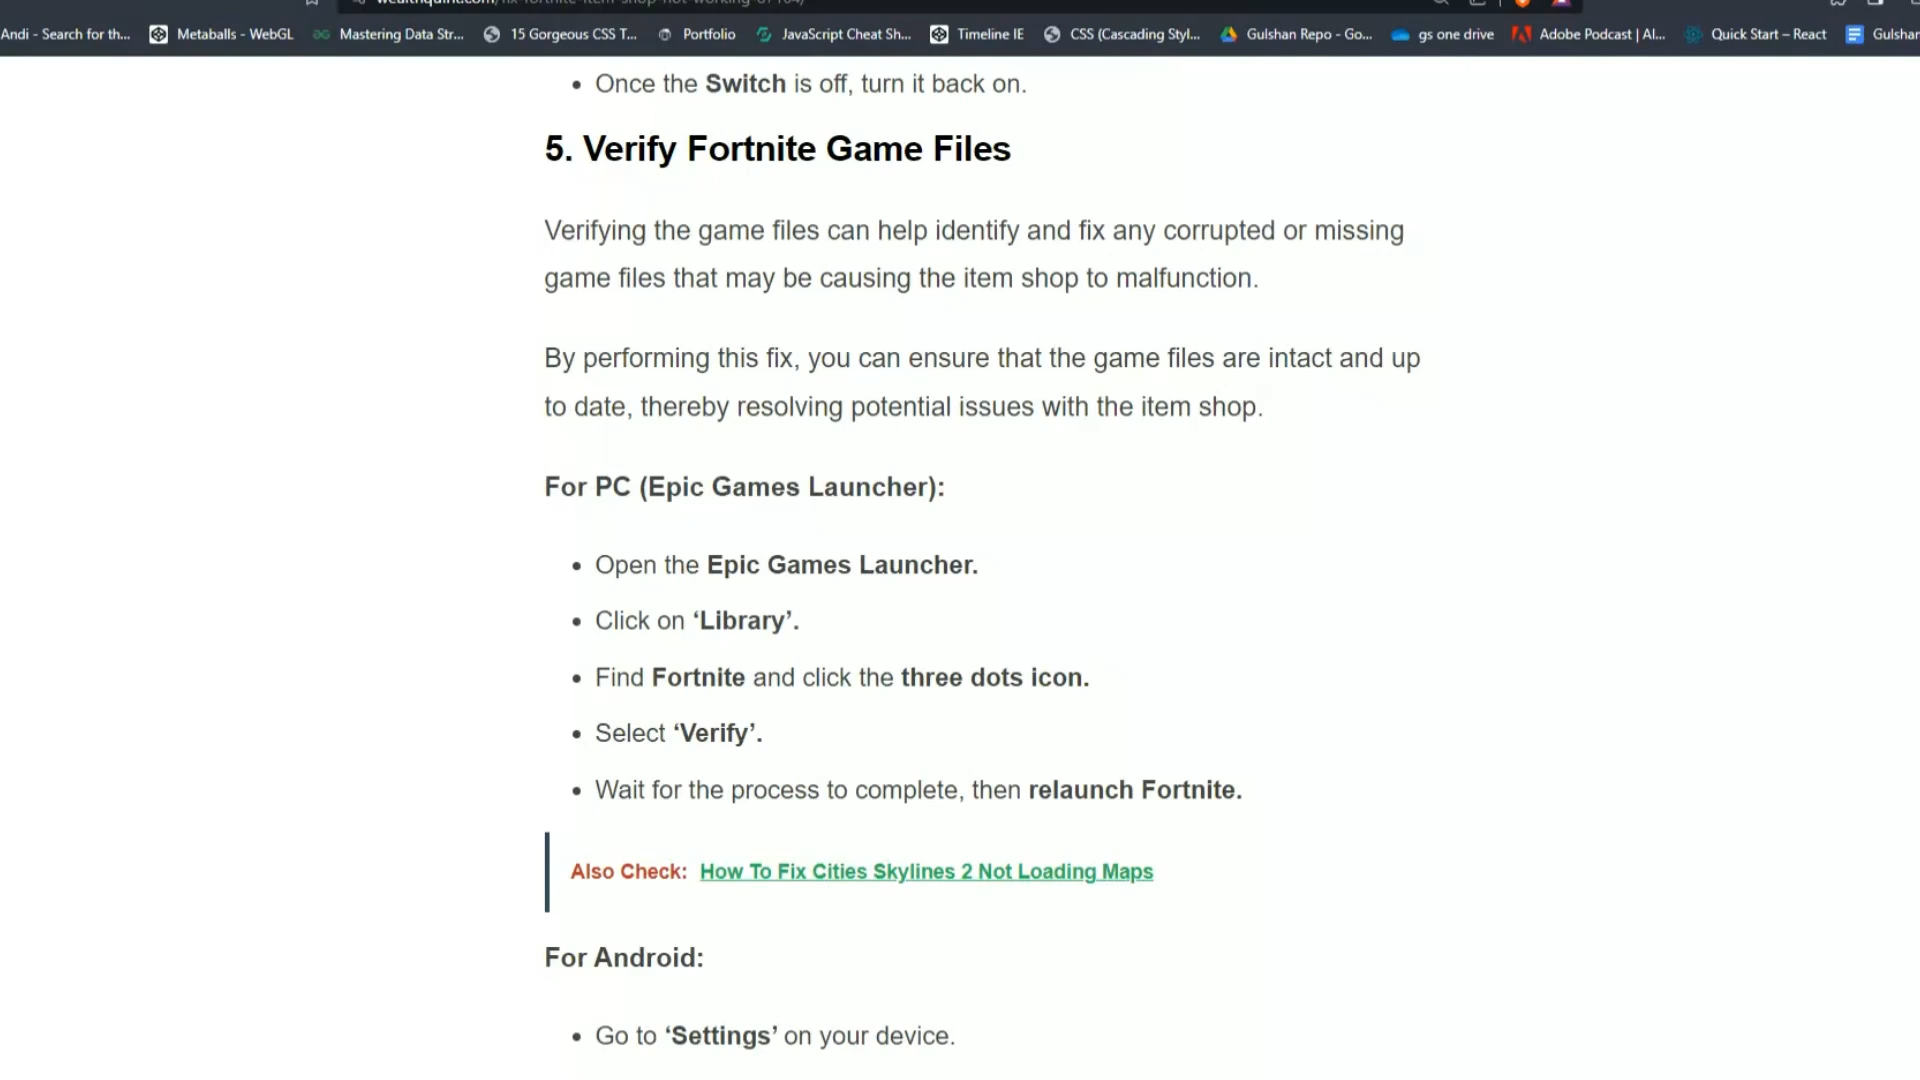 Andi - Search for th...
Metaballs - WebGL
Mastering Data Str...
15 Gorgeous CSS T...
Portfolio
JavaScript Cheat Sh...
Timeline IE
CSS (Cascading Styl...
Gulshan Repo - Go...
gs one drive
Adobe Podcast | AI...
Quick Start – React
Gulshan
• Once the Switch is off, turn it back on.
5. Verify Fortnite Game Files
Verifying the game files can help identify and fix any corrupted or missing
game files that may be causing the item shop to malfunction.
By performing this fix, you can ensure that the game files are intact and up
to date, thereby resolving potential issues with the item shop.
For PC (Epic Games Launcher):
• Open the Epic Games Launcher.
• Click on ‘Library’.
• Find Fortnite and click the three dots icon.
• Select ‘Verify’.
• Wait for the process to complete, then relaunch Fortnite.
Also Check: How To Fix Cities Skylines 2 Not Loading Maps
For Android:
• Go to ‘Settings’ on your device.